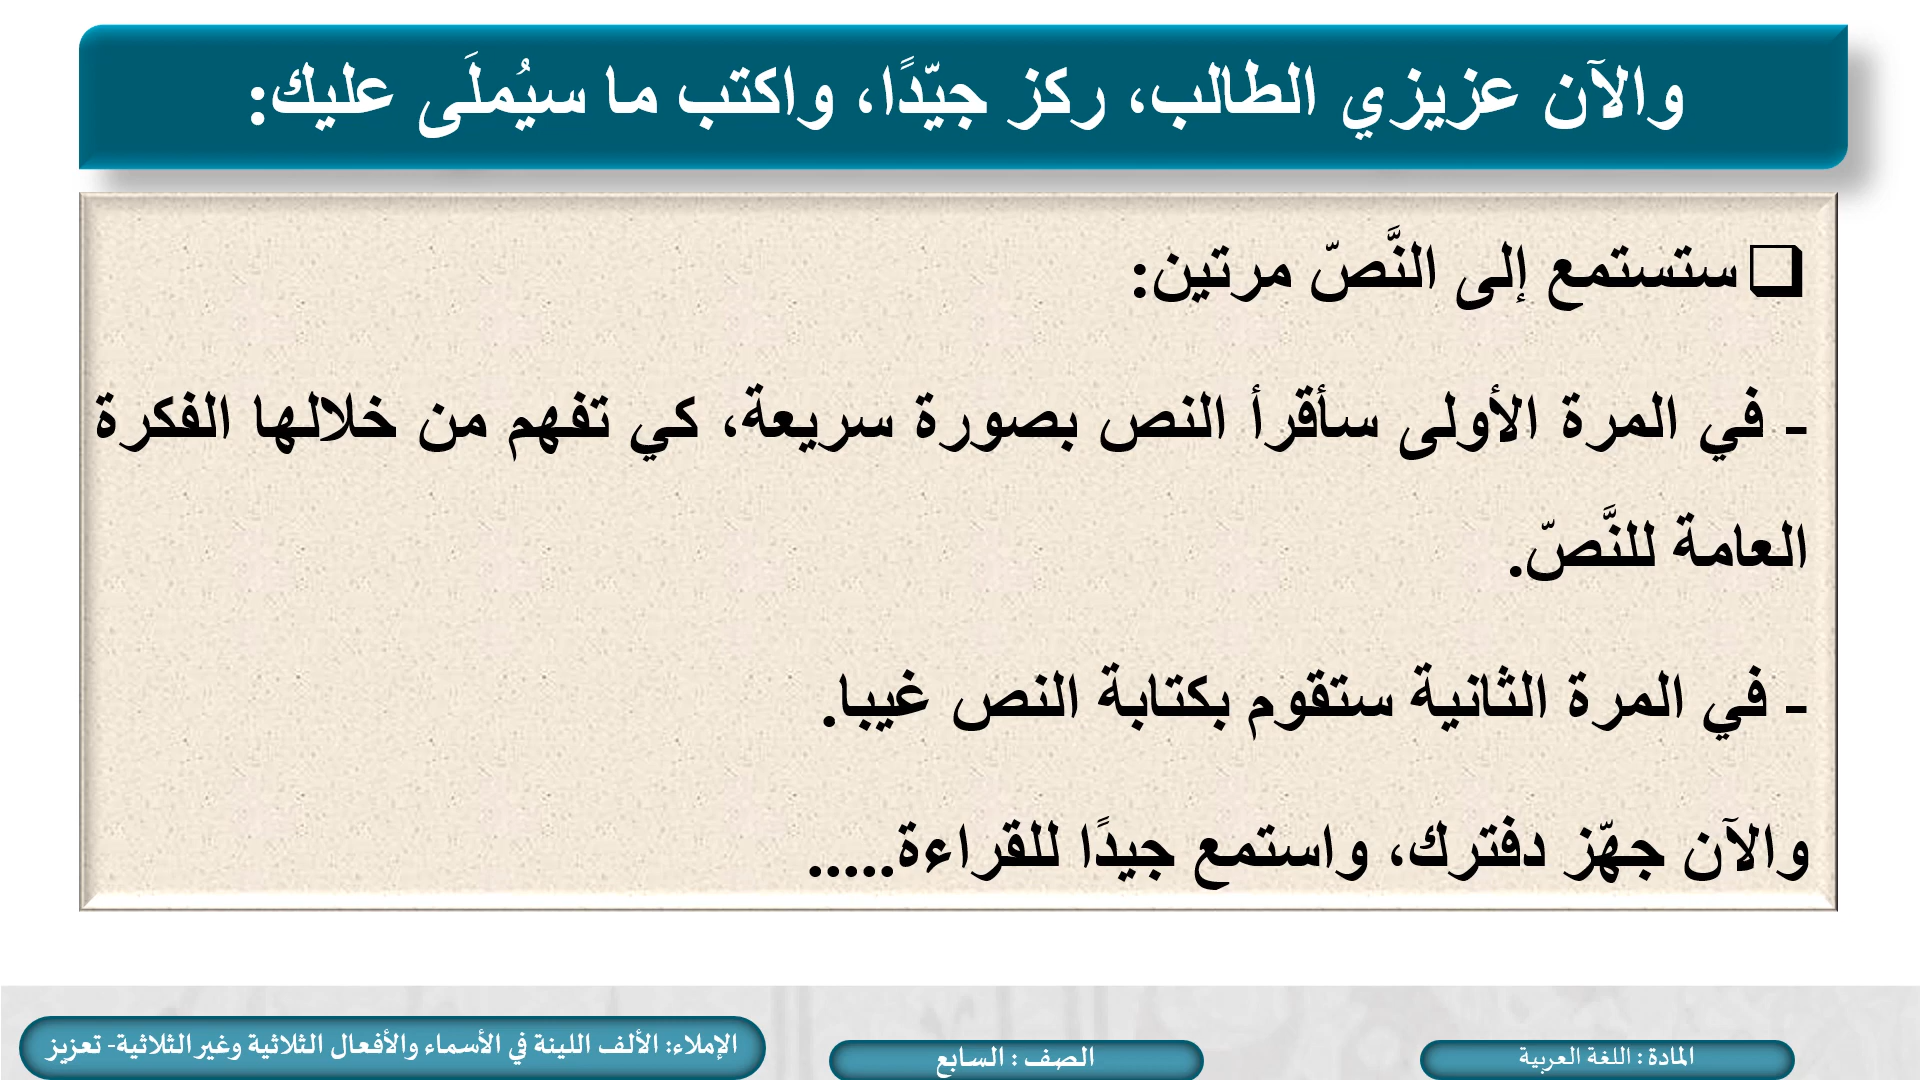 والآن عزيزي الطالب، ركز جيّدًا، واكتب ما سيُملَى عليك:
❑ ستستمع إلى النَّصّ مرتين:
- في المرة الأولى سأقرأ النص بصورة سريعة، كي تفهم من خلالها الفكرة
العامة للنَّصّ.
- في المرة الثانية ستقوم بكتابة النص غيبا.
والآن جهّز دفترك، واستمع جيدًا للقراءة.....
المادة : اللغة العربية
الصف : السابع
الإملاء: الألف اللينة في الأسماء والأفعال الثلاثية وغير الثلاثية- تعزيز